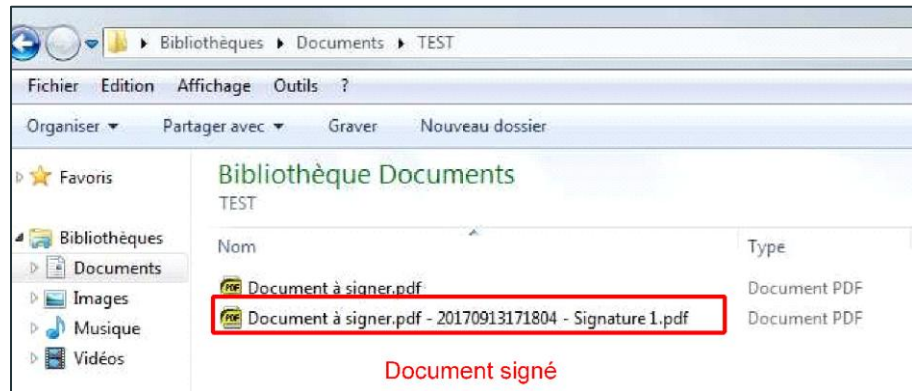 Bibliothèques Documents TEST
Fichier Edition Affichage Outils ?
Organiser Partager avec Graver Nouveau dossier
Favoris
Bibliothèques
Documents
Images
Musique
Vidéos
Bibliothèque Documents
TEST
Nom Type
PDF Document à signer.pdf Document PDF
PDF Document à signer.pdf - 20170913171804 - Signature 1.pdf Document PDF
Document signé